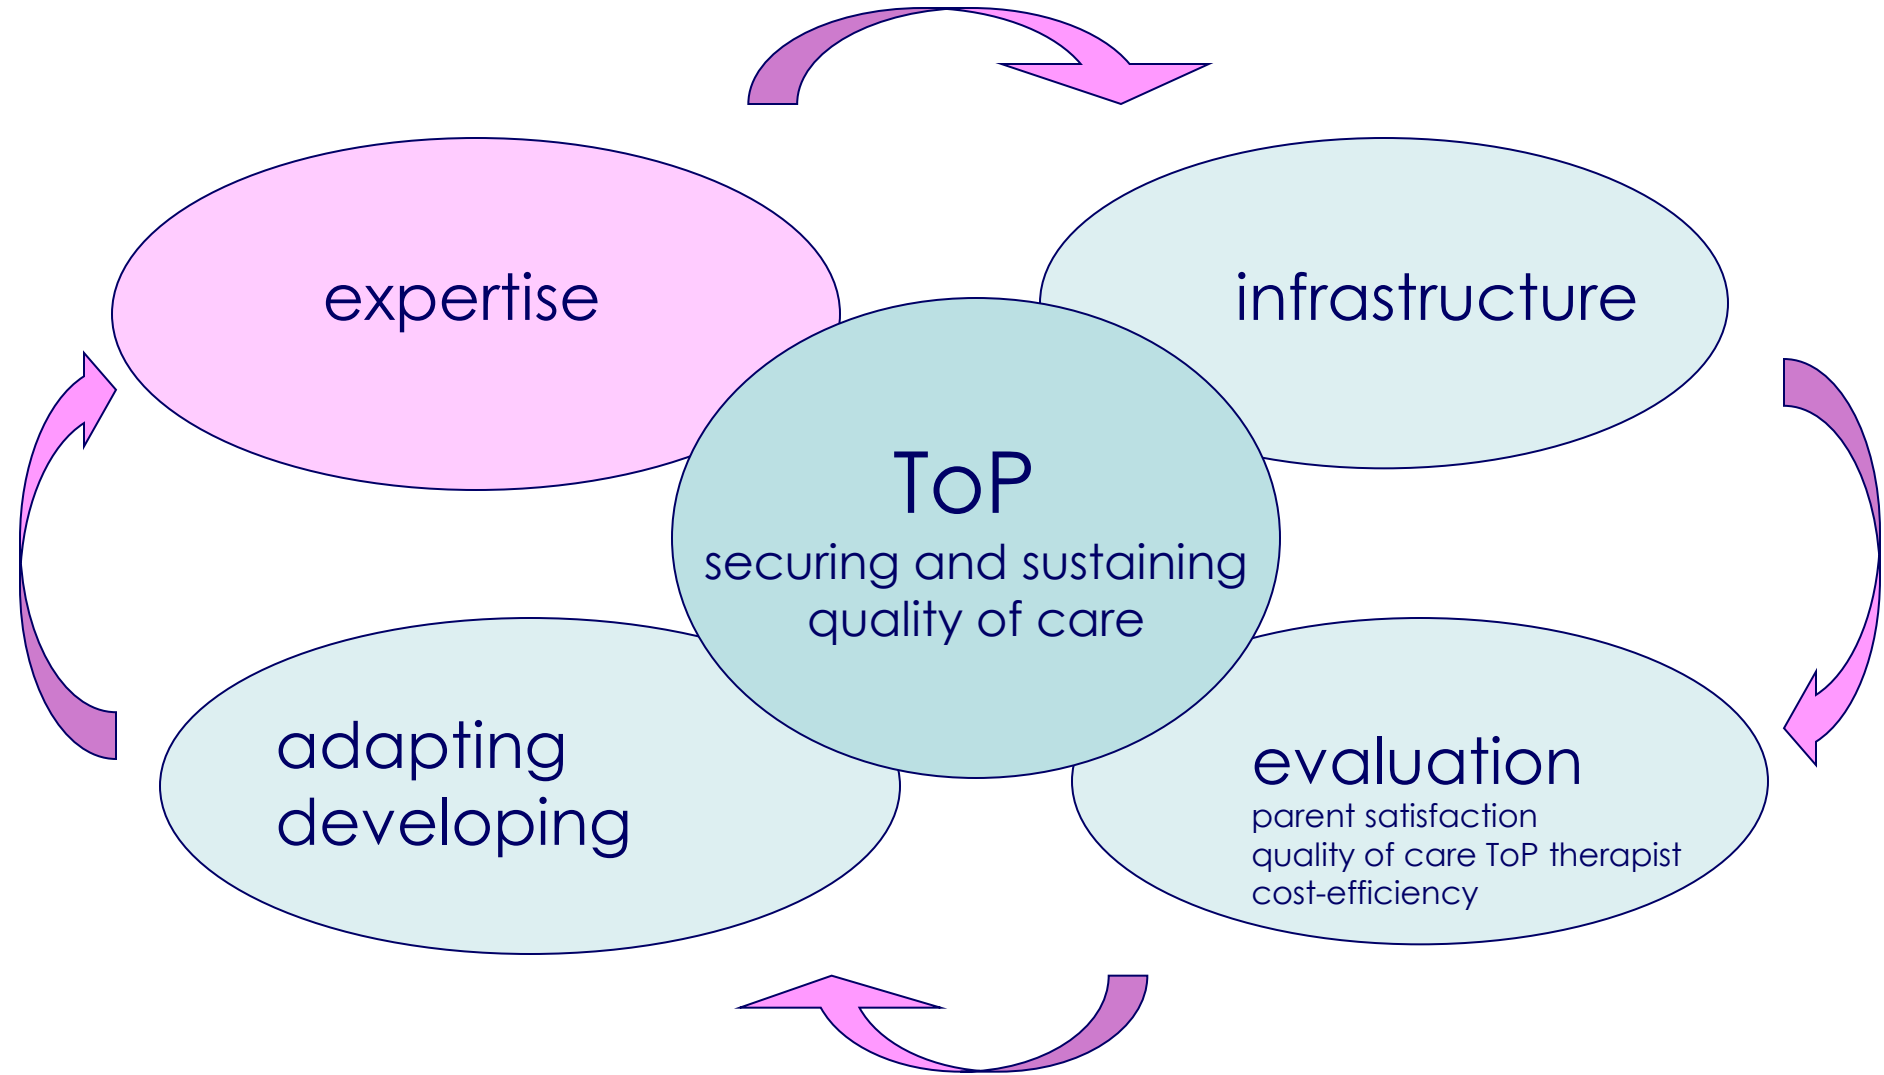 expertise
infrastructure
ToP
securing and sustaining
quality of care
adapting
developing
evaluation
parent satisfaction
quality of care ToP therapist
cost-efficiency